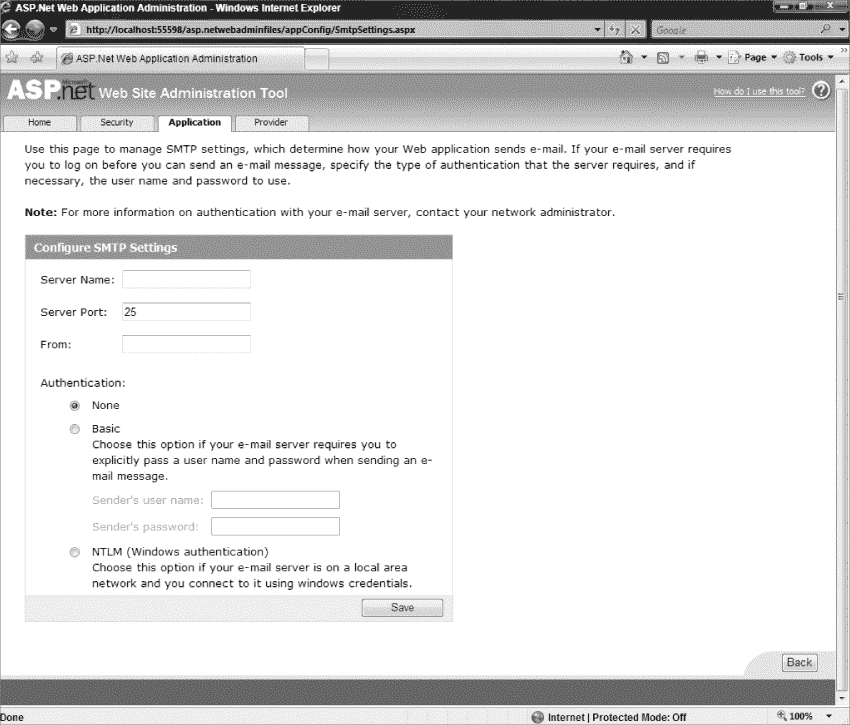 ASP.Net Web Application Administration - Windows Internet Explorer
http://localhost:55598/asp.netwebadminfiles/appConfig/SmtpSettings.aspx
Google
ASP.Net Web Application Administration
Page
Tools
Microsoft
ASP.net Web Site Administration Tool
How do I use this tool? ?
Home Security Application Provider
Use this page to manage SMTP settings, which determine how your Web application sends e-mail. If your e-mail server requires
you to log on before you can send an e-mail message, specify the type of authentication that the server requires, and if
necessary, the user name and password to use.
Note: For more information on authentication with your e-mail server, contact your network administrator.
Configure SMTP Settings
Server Name:
Server Port: 25
From:
Authentication:
None
Basic
Choose this option if your e-mail server requires you to
explicitly pass a user name and password when sending an e-
mail message.
Sender's user name:
Sender's password:
NTLM (Windows authentication)
Choose this option if your e-mail server is on a local area
network and you connect to it using windows credentials.
Save
Back
Done
Internet | Protected Mode: Off
100%